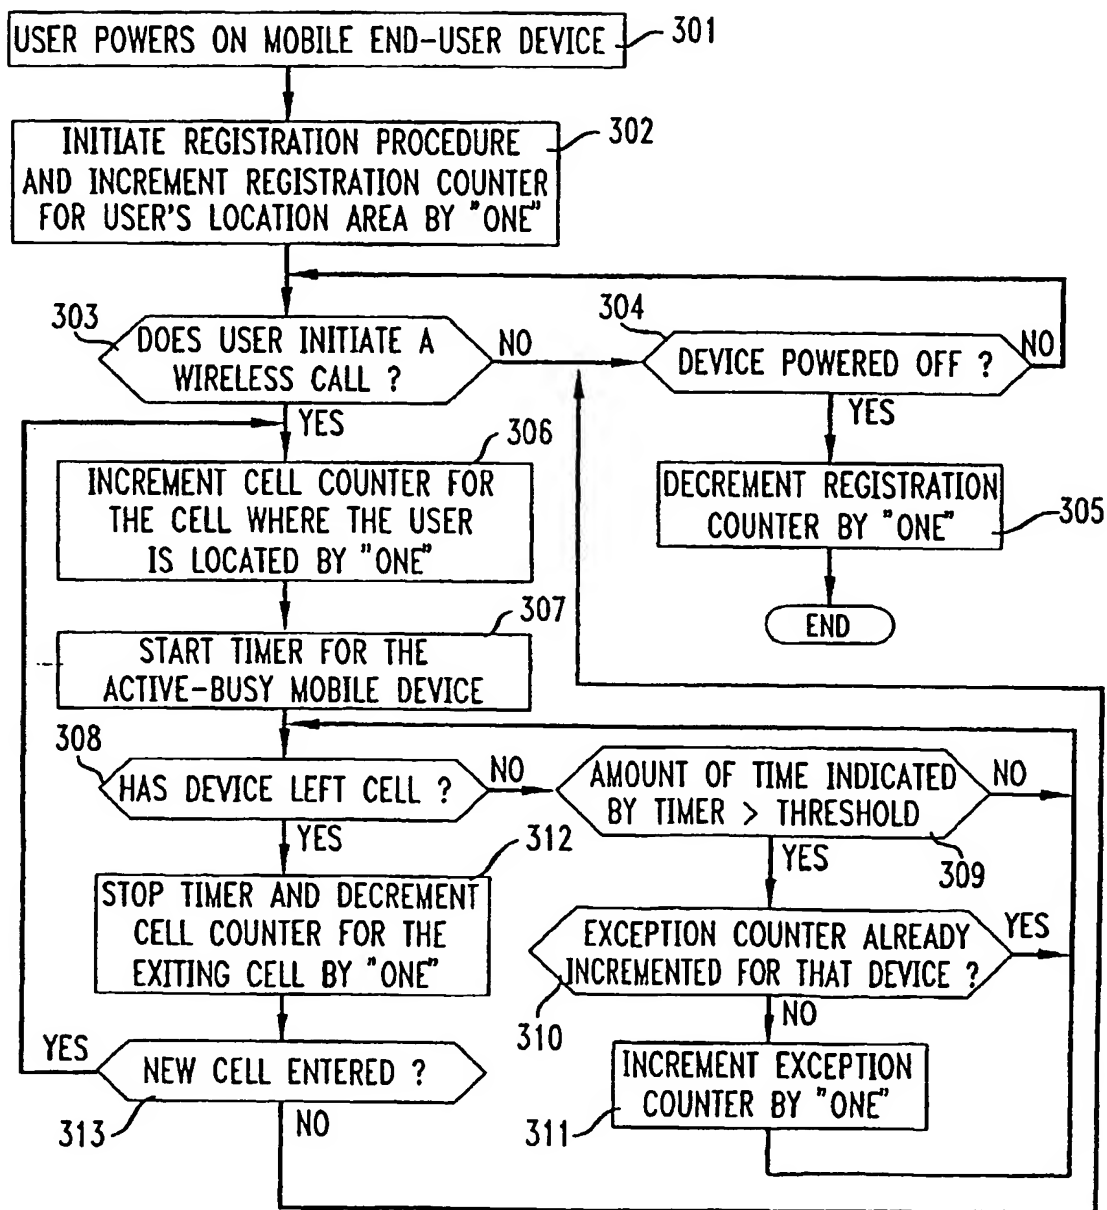 USER POWERS ON MOBILE END-USER DEVICE
301
INITIATE REGISTRATION PROCEDURE
AND INCREMENT REGISTRATION COUNTER
FOR USER'S LOCATION AREA BY "ONE"
302
303
DOES USER INITIATE A
WIRELESS CALL ?
NO
YES
304
DEVICE POWERED OFF ?
NO
YES
DECREMENT REGISTRATION
COUNTER BY "ONE"
305
END
306
INCREMENT CELL COUNTER FOR
THE CELL WHERE THE USER
IS LOCATED BY "ONE"
307
START TIMER FOR THE
ACTIVE-BUSY MOBILE DEVICE
308
HAS DEVICE LEFT CELL ?
NO
YES
AMOUNT OF TIME INDICATED
BY TIMER > THRESHOLD
NO
309
YES
312
STOP TIMER AND DECREMENT
CELL COUNTER FOR THE
EXITING CELL BY "ONE"
EXCEPTION COUNTER ALREADY
INCREMENTED FOR THAT DEVICE ?
YES
310
NO
INCREMENT EXCEPTION
COUNTER BY "ONE"
311
YES
NEW CELL ENTERED ?
313
NO